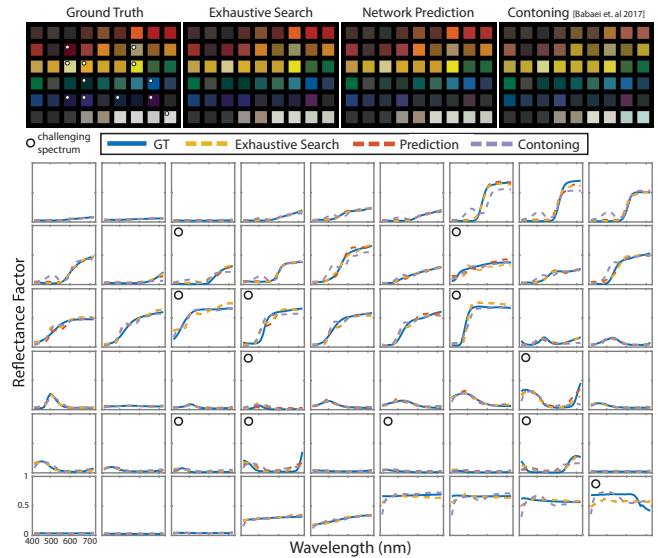 Ground Truth
Exhaustive Search
Network Prediction
Contoning [Babaei et. al 2017]
challenging spectrum
GT
Exhaustive Search
Prediction
Contoning
Reflectance Factor
1
0.5
0
400 500 600 700
Wavelength (nm)